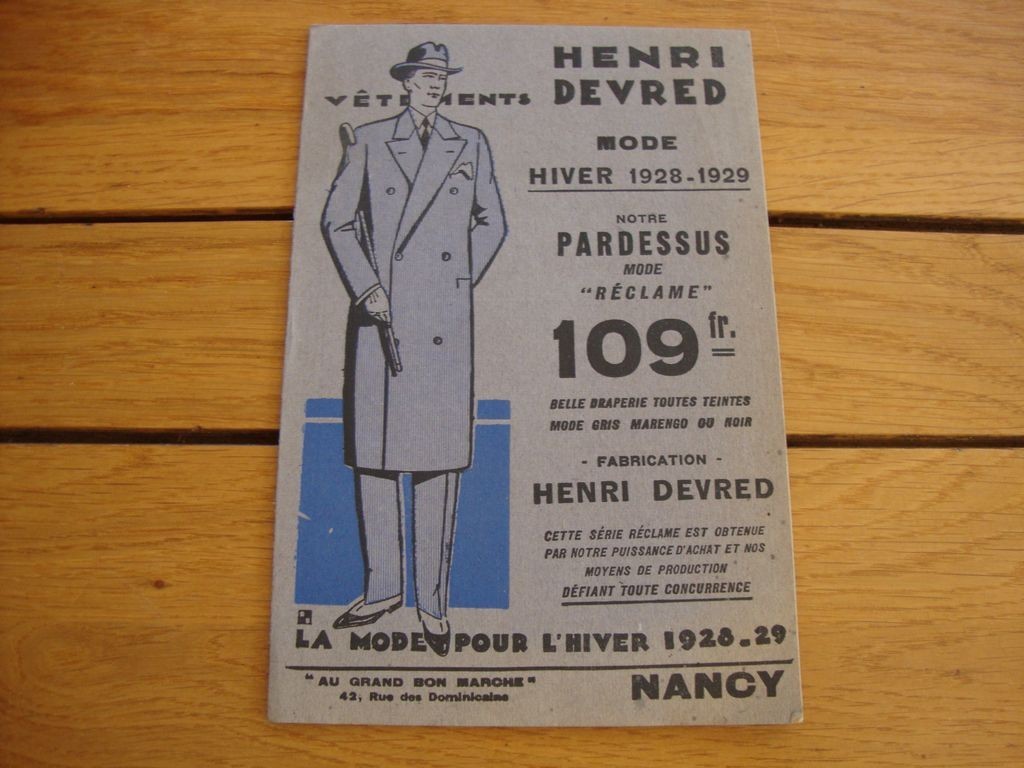 HENRI
VÊTEMENTS DEVRED
MODE
HIVER 1928-1929
NOTRE
PARDESSUS
MODE
"RÉCLAME"
109 fr.
BELLE DRAPERIE TOUTES TEINTES
MODE GRIS MARENGO OU NOIR
- FABRICATION -
HENRI DEVRED
CETTE SÉRIE RÉCLAME EST OBTENUE
PAR NOTRE PUISSANCE D'ACHAT ET NOS
MOYENS DE PRODUCTION
DÉFIANT TOUTE CONCURRENCE
LA MODE POUR L'HIVER 1928-29
"AU GRAND BON MARCHE"
42, Rue des Dominicains
NANCY